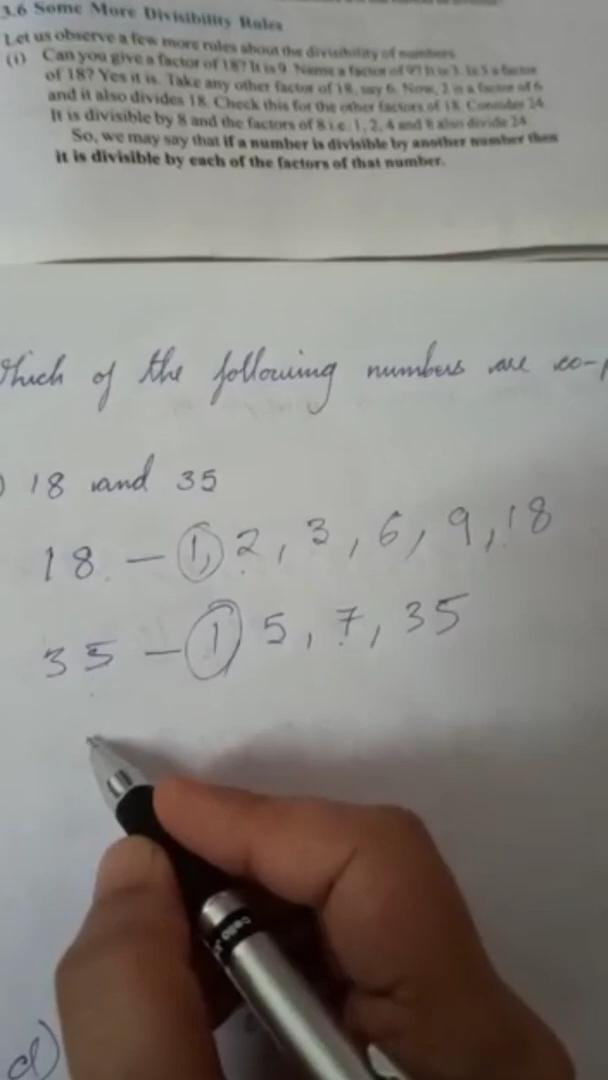 3.6 Some More Divisibility Rules
Let us observe a few more rules about the divisibility of numbers.
(i) Can you give a factor of 18? It is 9. Name a factor of 9? It is 3. Is 3 a factor
of 18? Yes it is. Take any other factor of 18, say 6. Now, 2 is a factor of 6
and it also divides 18. Check this for the other factors of 18. Consider 24.
It is divisible by 8 and the factors of 8 i.e. 1, 2, 4 and 8 also divide 24.
So, we may say that if a number is divisible by another number then
it is divisible by each of the factors of that number.
Which of the following numbers are co-p
) 18 and 35
18 - 1, 2, 3, 6, 9, 18
35 - 1 5, 7, 35
d)